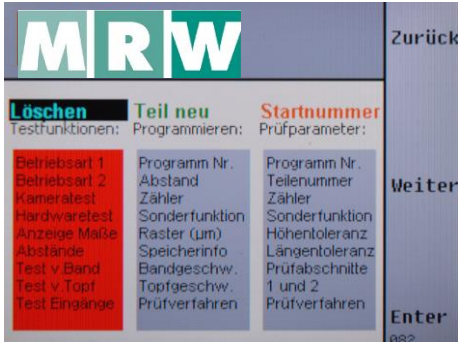 MRW
Zurück
Löschen
Testfunktionen:
Betriebsart 1
Betriebsart 2
Kameratest
Hardwaretest
Anzeige Maße
Abstände
Test v.Band
Test v.Topf
Test Eingänge
Teil neu
Programmieren:
Programm Nr.
Abstand
Zähler
Sonderfunktion
Raster (µm)
Speicherinfo
Bandgeschw.
Topfgeschw.
Prüfverfahren
Startnummer
Prüfparameter:
Programm Nr.
Teilenummer
Zähler
Sonderfunktion
Höhentoleranz
Längentoleranz
Prüfabschnitte
1 und 2
Prüfverfahren
Weiter
Enter
082